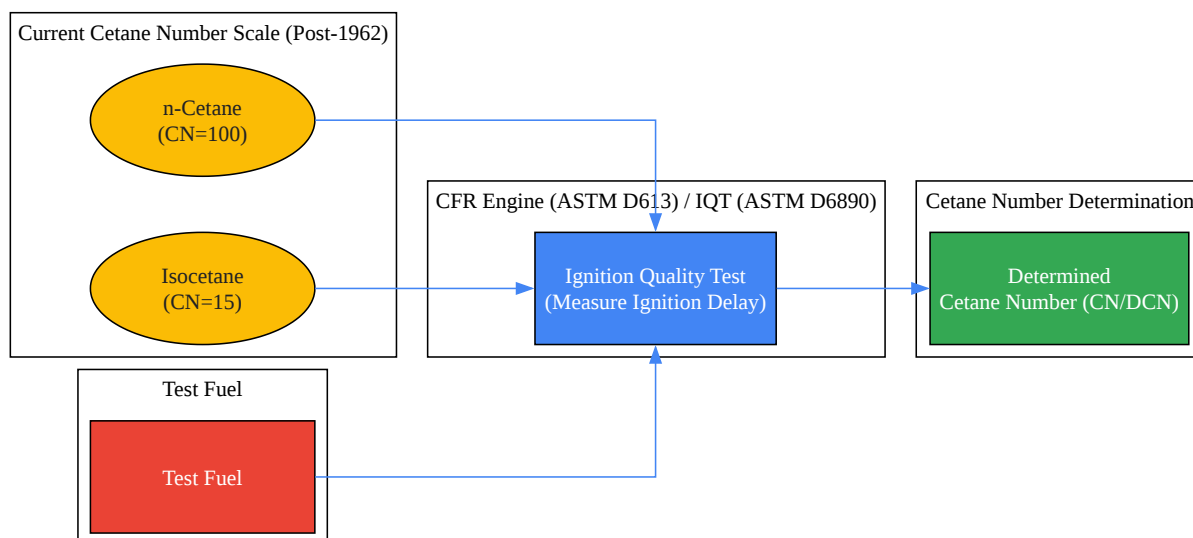 Current Cetane Number Scale (Post-1962)
n-Cetane
(CN=100)
Isocetane
(CN=15)
Test Fuel
Test Fuel
CFR Engine (ASTM D613) / IQT (ASTM D6890)
Ignition Quality Test
(Measure Ignition Delay)
Cetane Number Determination
Determined
Cetane Number (CN/DCN)